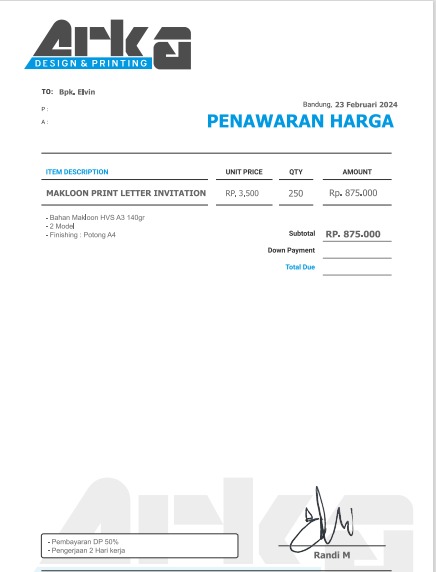 Arka
DESIGN & PRINTING
TO: Bpk. Elvin
P :
A :
Bandung, 23 Februari 2024
PENAWARAN HARGA
ITEM DESCRIPTION UNIT PRICE QTY AMOUNT
MAKLOON PRINT LETTER INVITATION RP, 3,500 250 Rp. 875.000
- Bahan Makloon HVS A3 140gr
- 2 Model
- Finishing : Potong A4
Subtotal RP. 875.000
Down Payment
Total Due
Arka
- Pembayaran DP 50%
- Pengerjaan 2 Hari kerja
Randi M